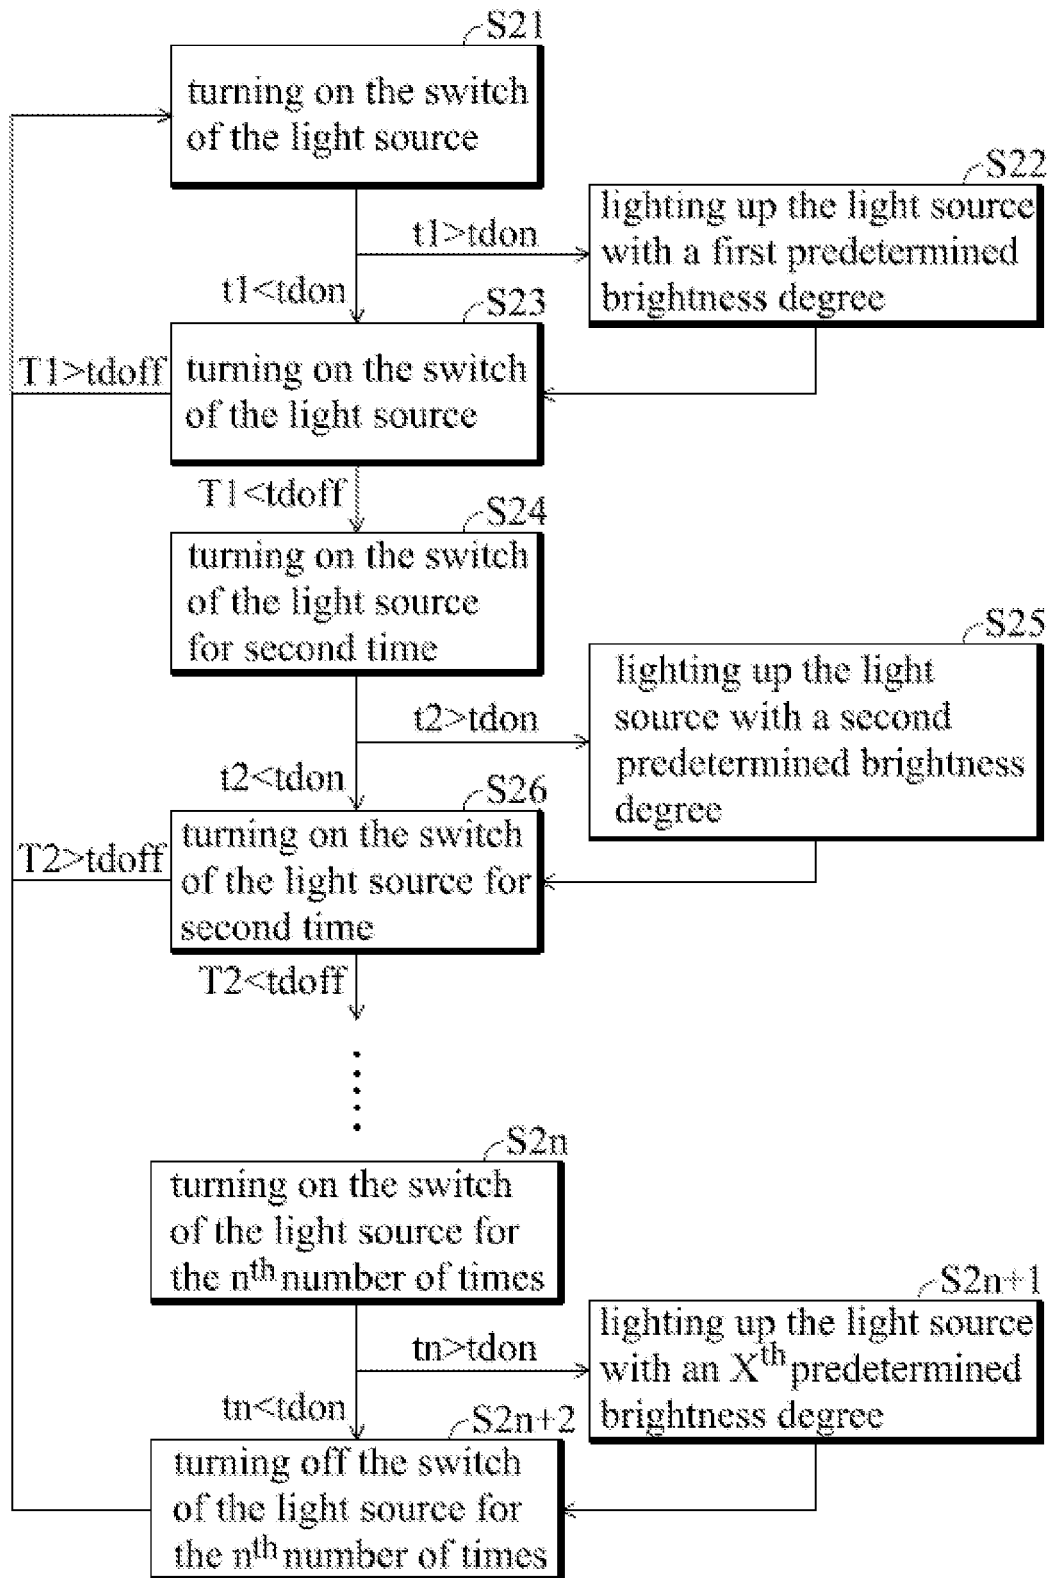 S21
turning on the switch
of the light source
t1>tdon
S22
lighting up the light source
with a first predetermined
brightness degree
t1<tdon
S23
T1>tdoff
turning on the switch
of the light source
T1<tdoff
S24
turning on the switch
of the light source
for second time
t2>tdon
S25
lighting up the light
source with a second
predetermined brightness
degree
t2<tdon
S26
T2>tdoff
turning on the switch
of the light source for
second time
T2<tdoff
S2n
turning on the switch
of the light source for
the nth number of times
tn>tdon
S2n+1
lighting up the light source
with an Xth predetermined
brightness degree
tn<tdon
S2n+2
turning off the switch
of the light source for
the nth number of times